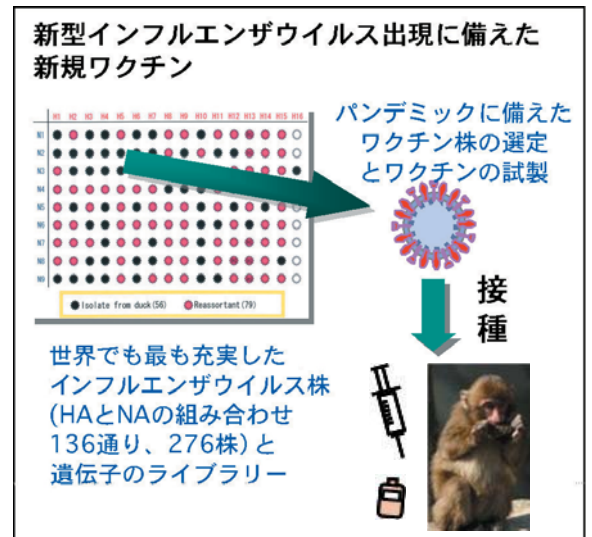 新型インフルエンザウイルス出現に備えた
新規ワクチン
H1 H2 H3 H4 H5 H6 H7 H8 H9 H10 H11 H12 H13 H14 H15 H16
N1
N2
N3
N4
N5
N6
N7
N8
N9
Isolate from duck(56) Reassortant(79)
パンデミックに備えた
ワクチン株の選定
とワクチンの試製
接
種
世界でも最も充実した
インフルエンザウイルス株
(HAとNAの組み合わせ
136通り、276株)と
遺伝子のライブラリー